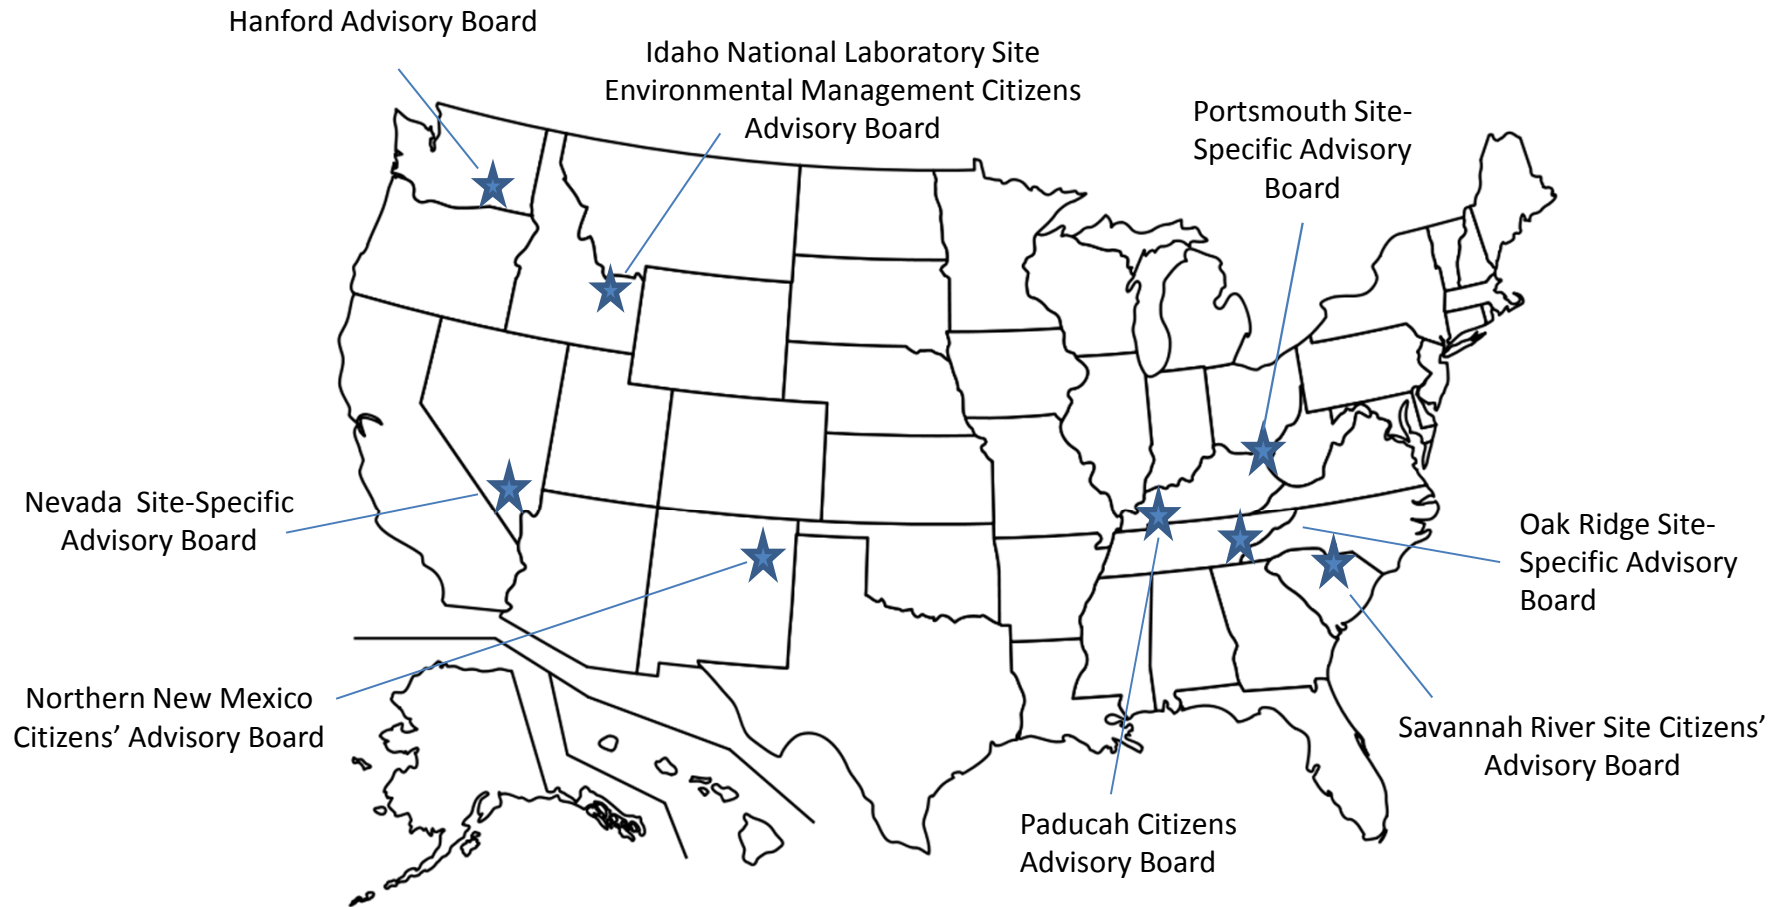 Hanford Advisory Board
Idaho National Laboratory Site
Environmental Management Citizens
Advisory Board
Portsmouth Site-
Specific Advisory
Board
Nevada  Site-Specific
Advisory Board
Oak Ridge Site-
Specific Advisory
Board
Northern New Mexico
Citizens’ Advisory Board
Savannah River Site Citizens’
Advisory Board
Paducah Citizens
Advisory Board